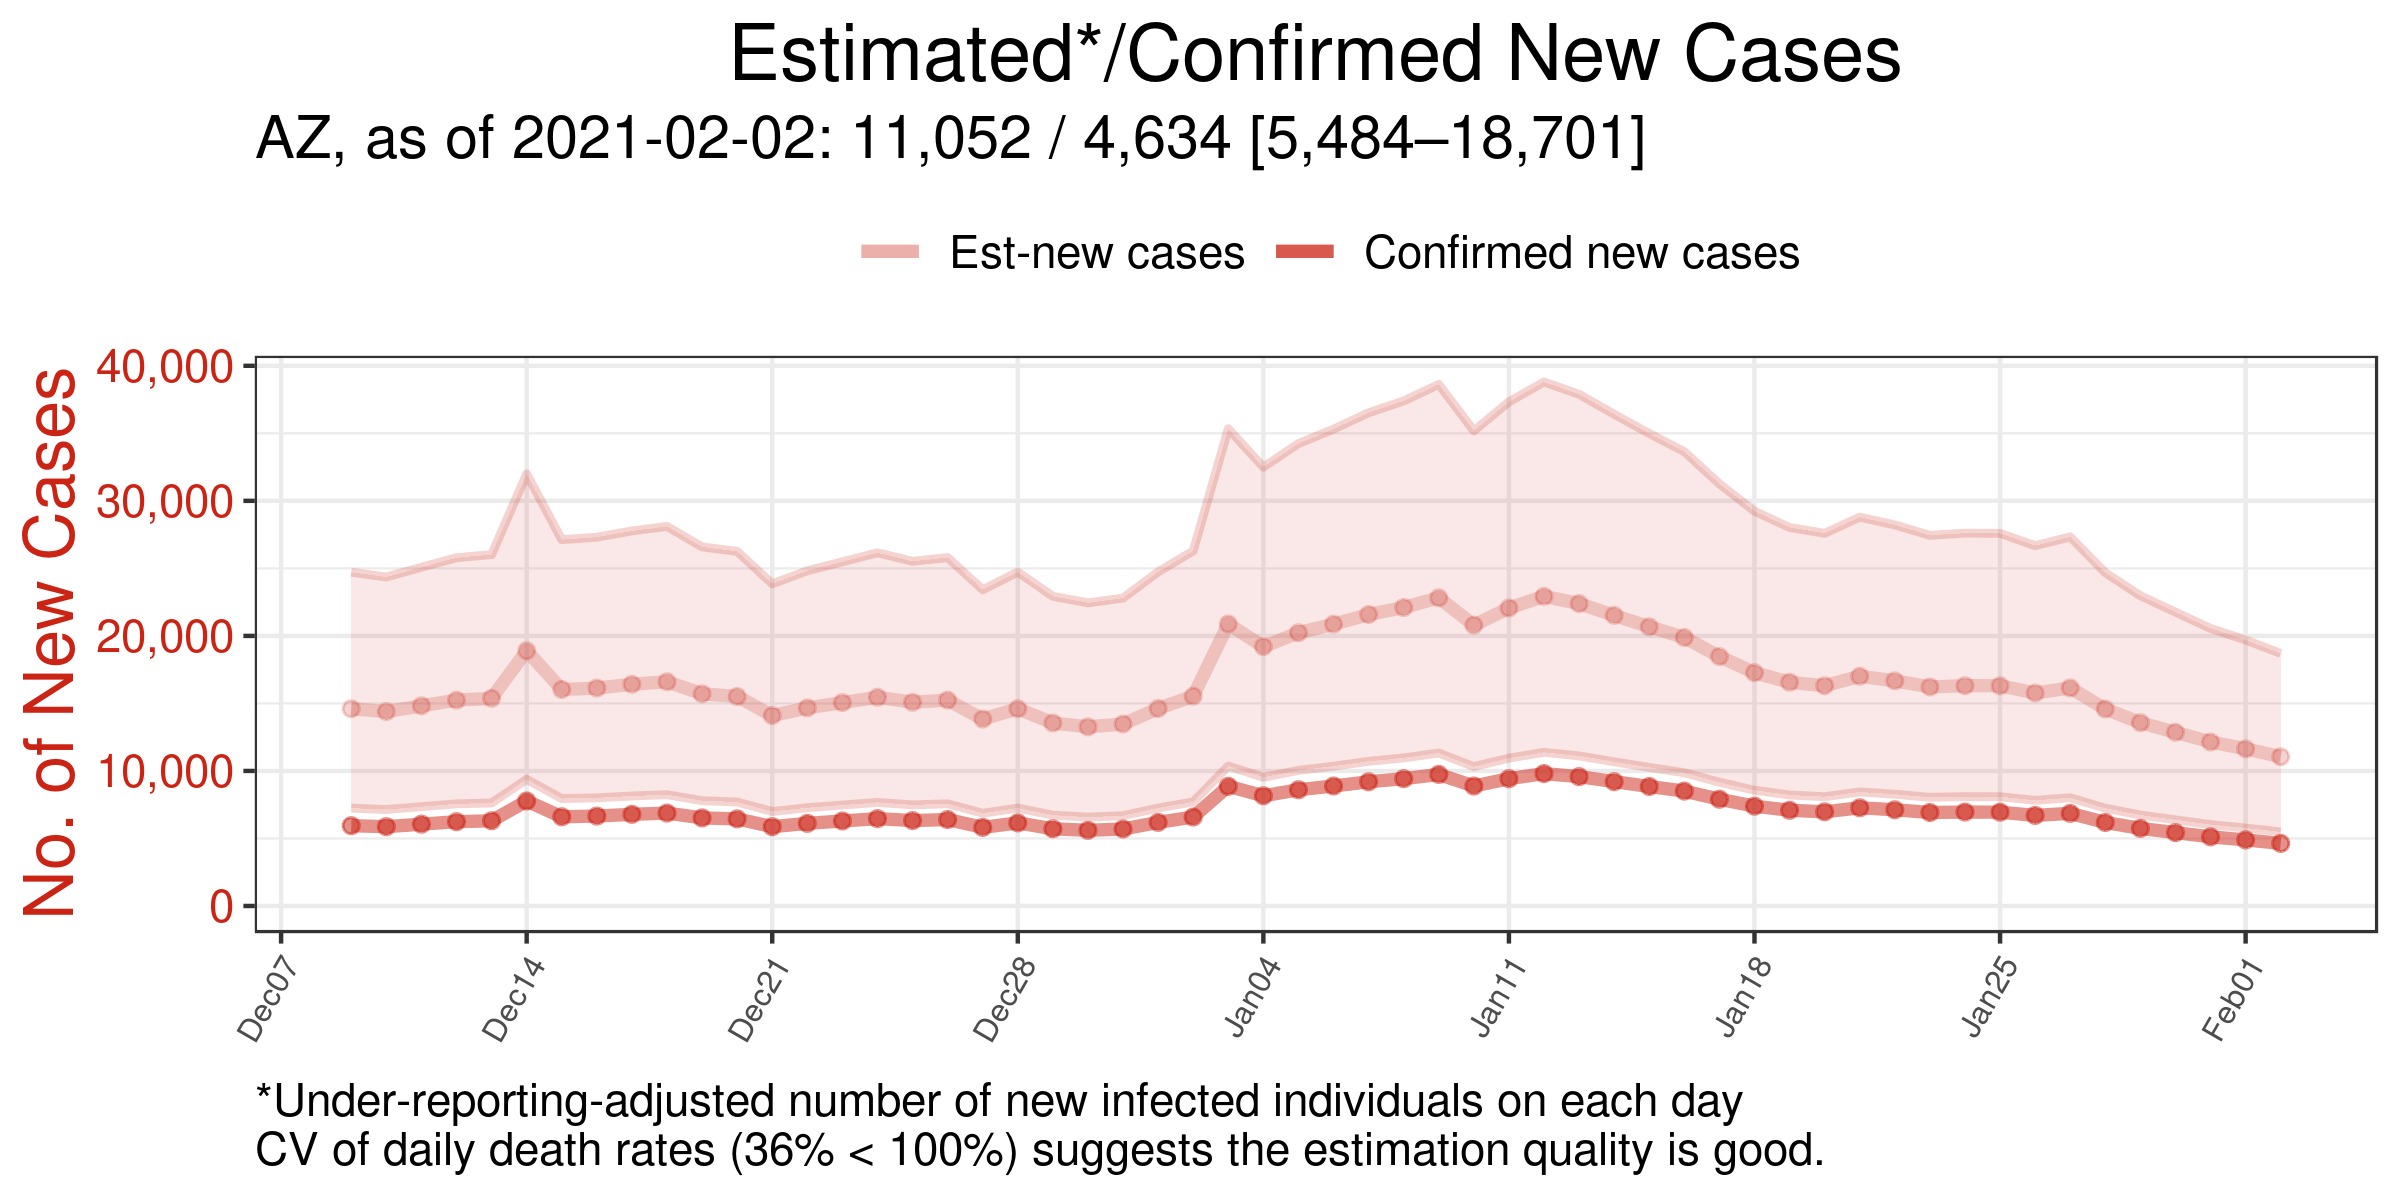 Estimated*/Confirmed New Cases
AZ, as of 2021-02-02: 11,052 / 4,634 [5,484–18,701]
Est-new cases
Confirmed new cases
No. of New Cases
40,000
30,000
20,000
10,000
0
Dec07
Dec14
Dec21
Dec28
Jan04
Jan11
Jan18
Jan25
Feb01
*Under-reporting-adjusted number of new infected individuals on each day
CV of daily death rates (36% < 100%) suggests the estimation quality is good.